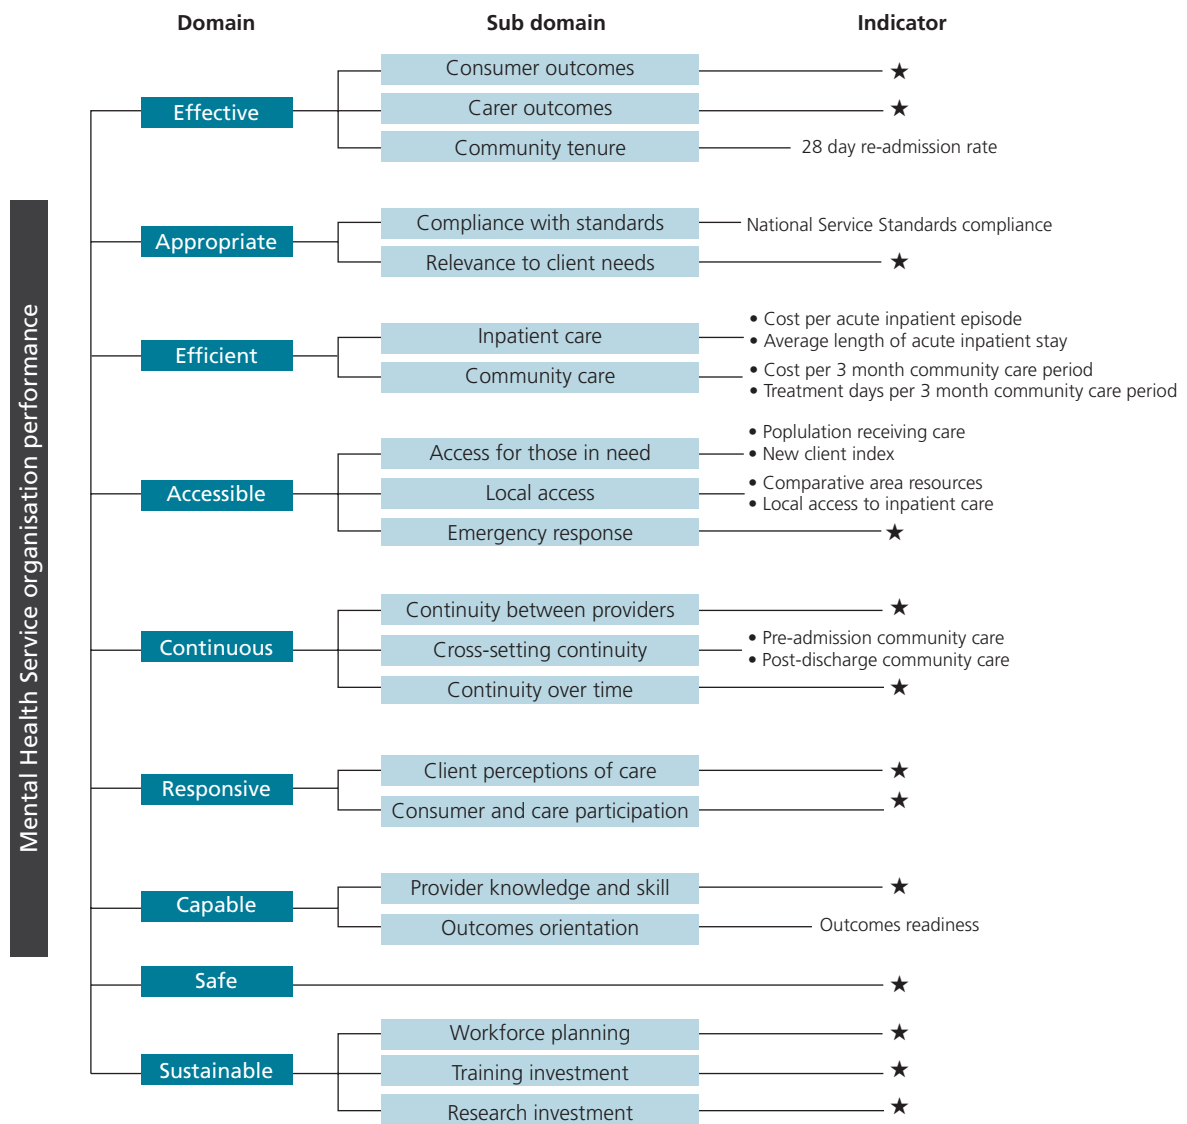 Domain Sub domain Indicator
Mental Health Service organisation performance
Effective
Consumer outcomes ★
Carer outcomes ★
Community tenure 28 day re-admission rate
Appropriate
Compliance with standards National Service Standards compliance
Relevance to client needs ★
Efficient
Inpatient care
• Cost per acute inpatient episode
• Average length of acute inpatient stay
Community care
• Cost per 3 month community care period
• Treatment days per 3 month community care period
Accessible
Access for those in need
• Poplulation receiving care
• New client index
Local access
• Comparative area resources
• Local access to inpatient care
Emergency response ★
Continuous
Continuity between providers ★
Cross-setting continuity
• Pre-admission community care
• Post-discharge community care
Continuity over time ★
Responsive
Client perceptions of care ★
Consumer and care participation ★
Capable
Provider knowledge and skill ★
Outcomes orientation Outcomes readiness
Safe ★
Sustainable
Workforce planning ★
Training investment ★
Research investment ★